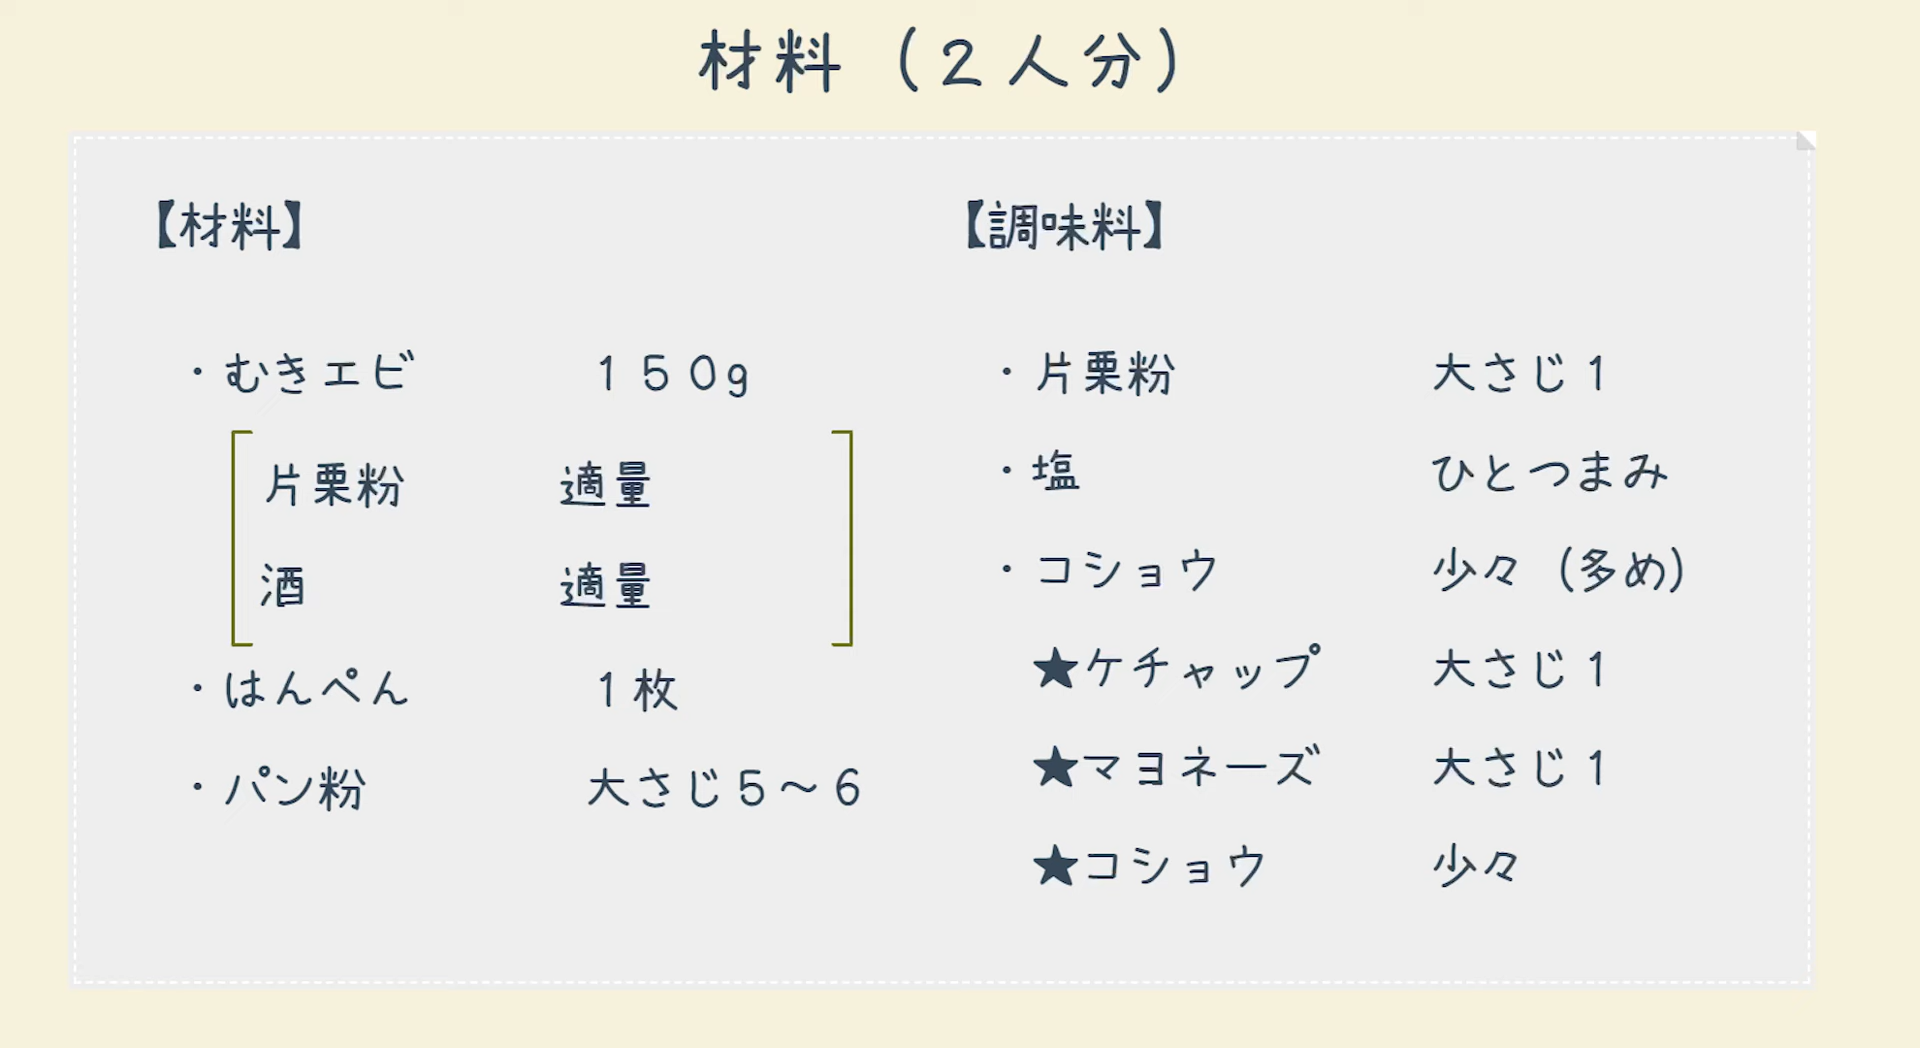 材料（２人分）
【材料】
・むきエビ　１５０g
片栗粉　適量
酒　適量
・はんぺん　１枚
・パン粉　大さじ５～６
【調味料】
・片栗粉　大さじ１
・塩　ひとつまみ
・コショウ　少々（多め）
★ケチャップ　大さじ１
★マヨネーズ　大さじ１
★コショウ　少々